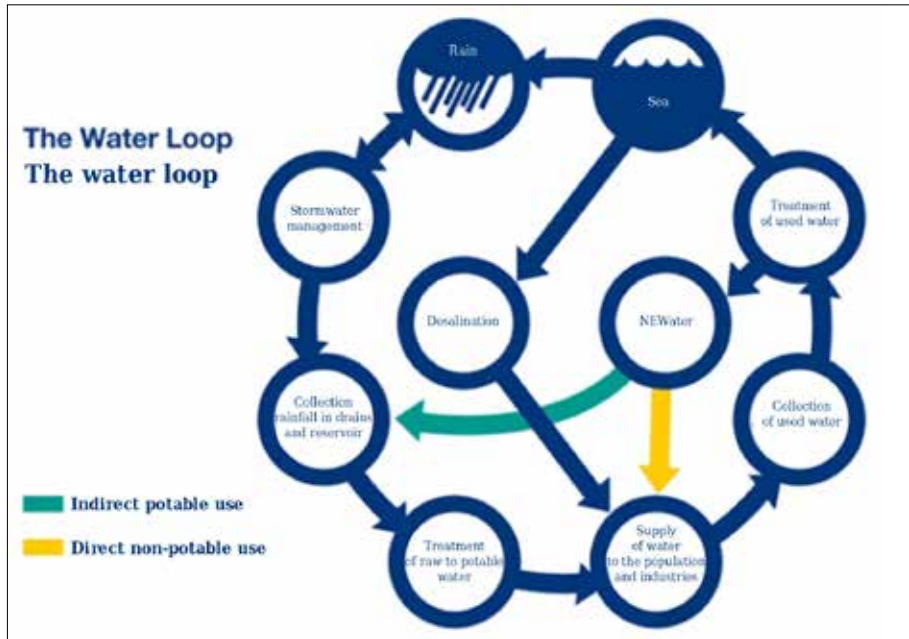 Rain
Sea
The Water Loop
The water loop
Stormwater
management
Treatment
of used water
Desalination
NEWater
Collection
rainfall in drains
and reservoir
Collection
of used water
Indirect potable use
Direct non-potable use
Treatment
of raw to potable
water
Supply
of water
to the population
and industries